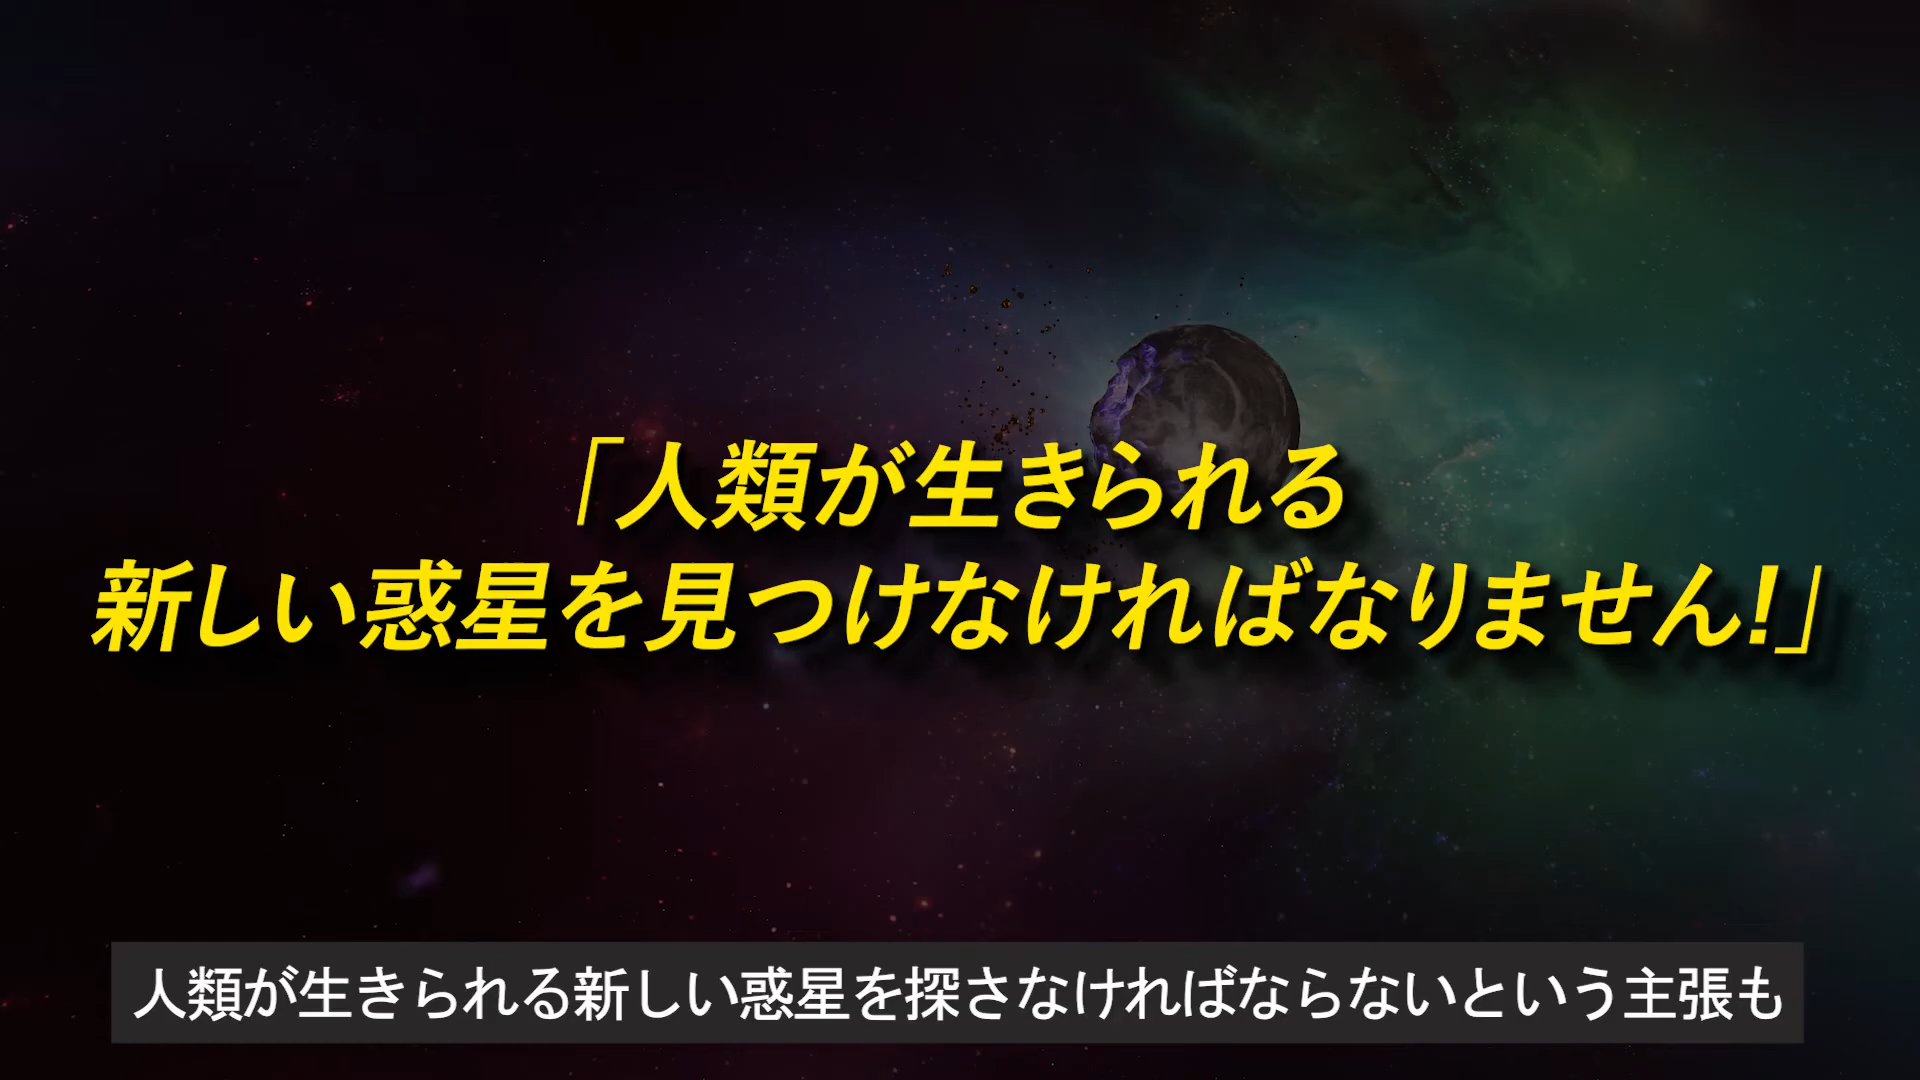 「人類が生きられる
新しい惑星を見つけなければなりません!」
人類が生きられる新しい惑星を探さなければならないという主張も